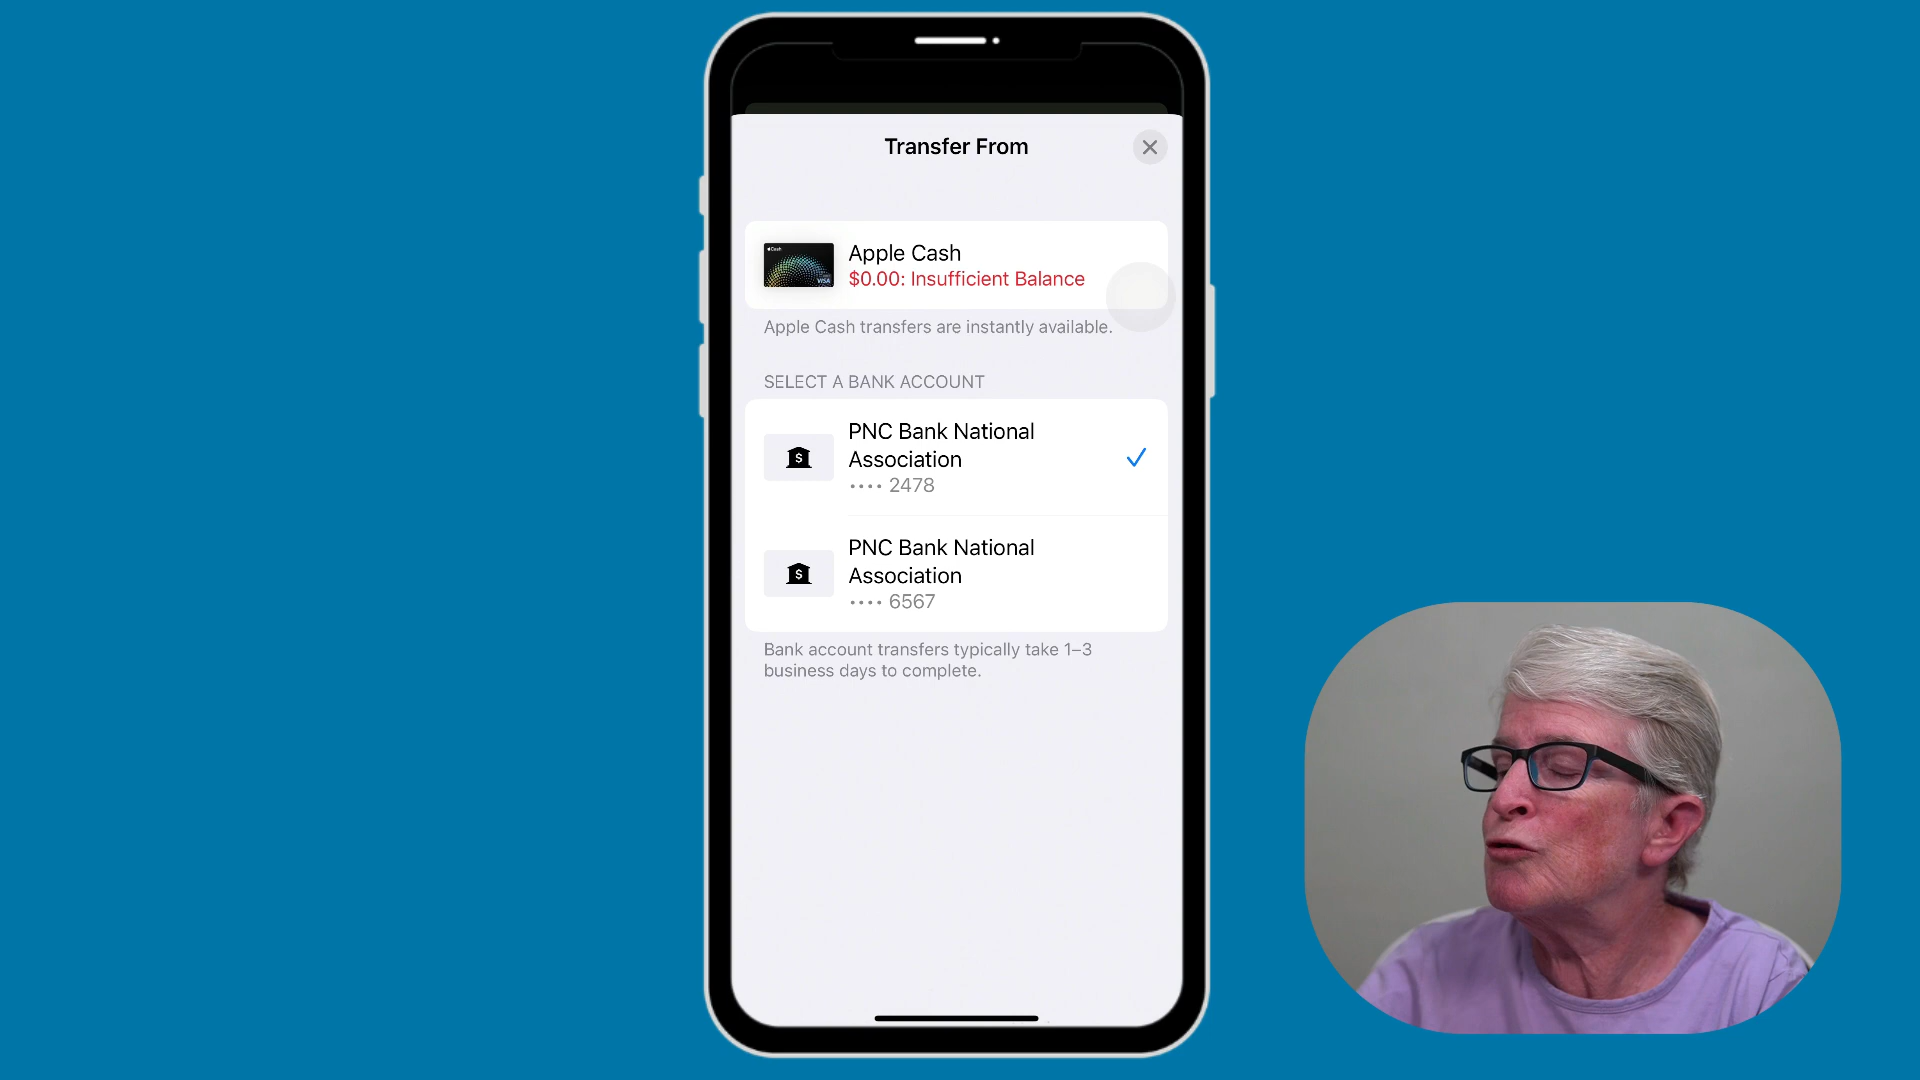 Transfer From
Cash
VISA
Apple Cash
$0.00: Insufficient Balance
Apple Cash transfers are instantly available.
SELECT A BANK ACCOUNT
$
PNC Bank National
Association
•••• 2478
$
PNC Bank National
Association
•••• 6567
Bank account transfers typically take 1–3
business days to complete.